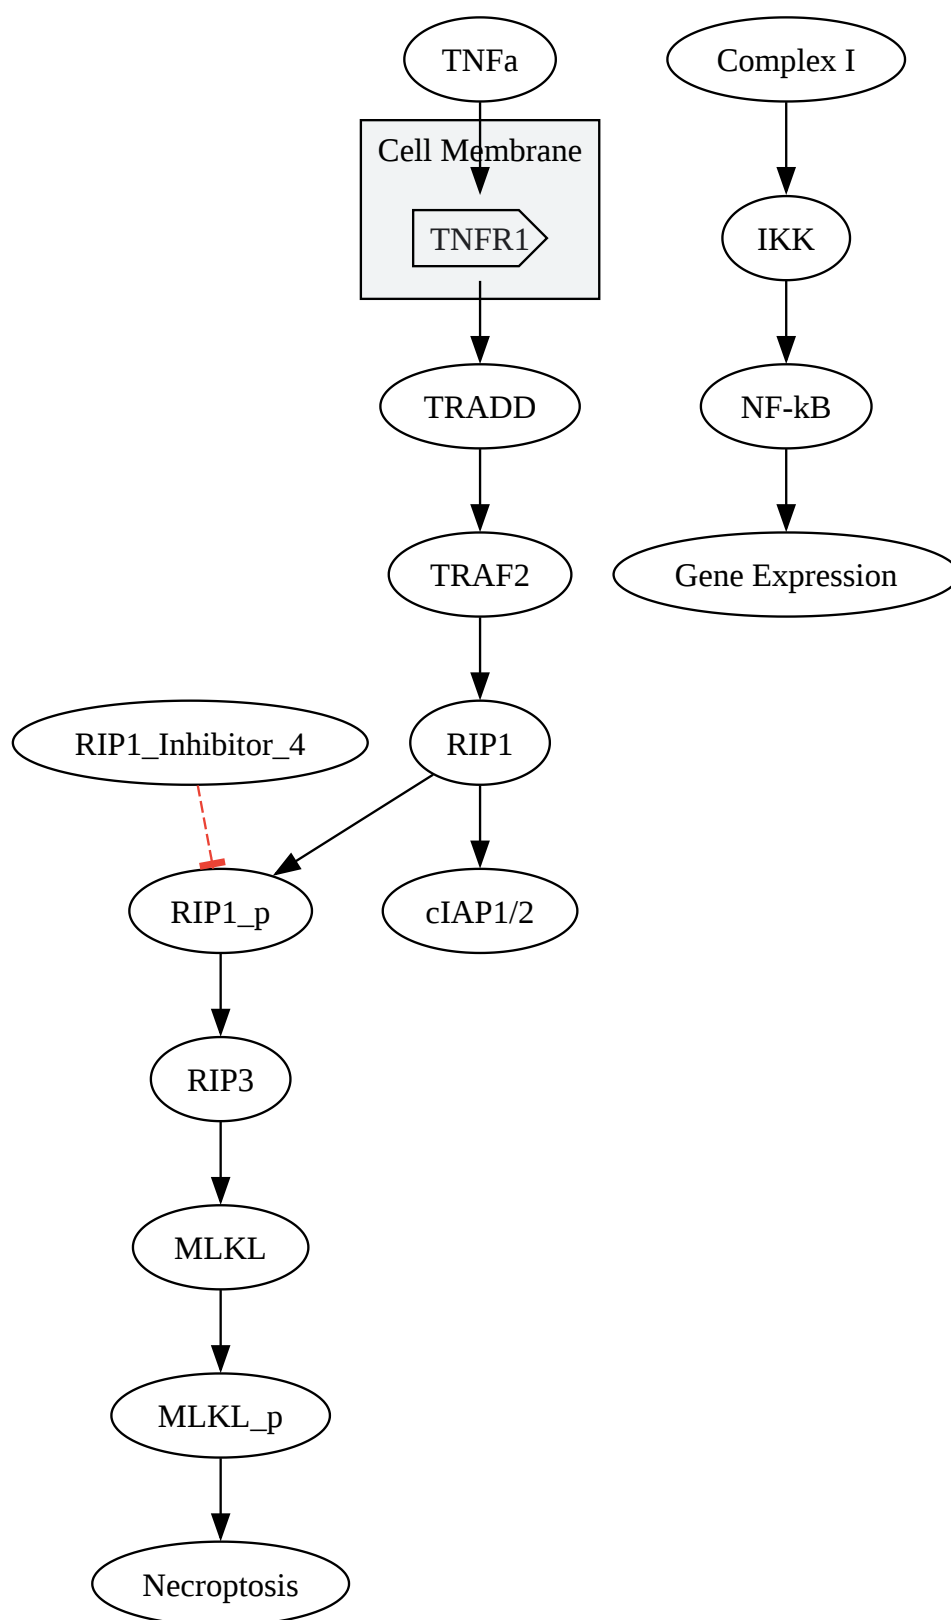 TNFa
Complex I
Cell Membrane
TNFR1
IKK
TRADD
NF-kB
TRAF2
Gene Expression
RIP1_Inhibitor_4
RIP1
RIP1_p
cIAP1/2
RIP3
MLKL
MLKL_p
Necroptosis